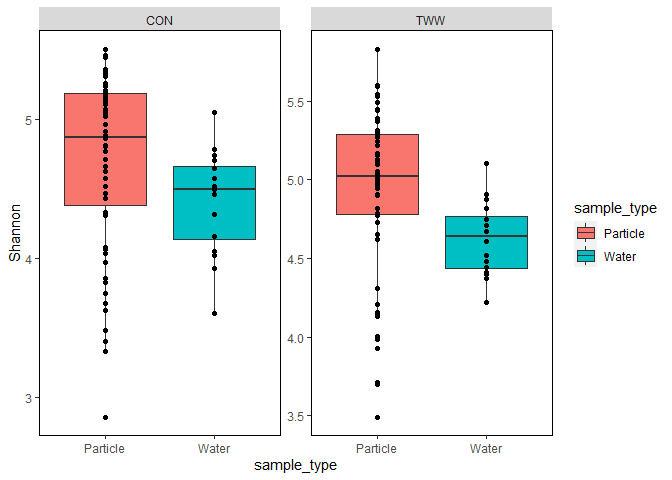 CON
TWW
Shannon
5
4
3
5.5
5.0
4.5
4.0
3.5
Particle
Water
Particle
Water
sample_type
sample_type
Particle
Water